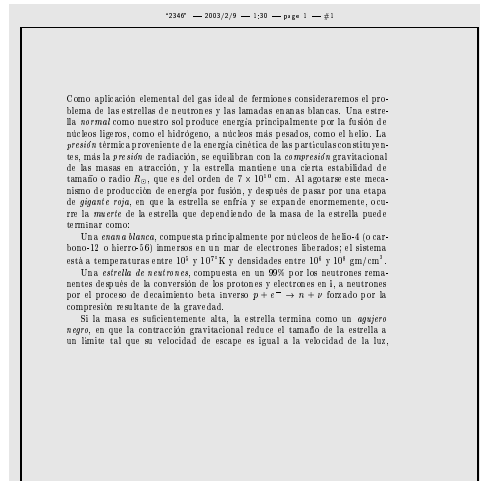 "2346" — 2003/2/9 — 1:30 — page 1 — #1
Como aplicación elemental del gas ideal de fermiones consideraremos el pro-
blema de las estrellas de neutrones y las llamadas enanas blancas. Una estre-
lla normal como nuestro sol produce energía principalmente por la fusión de
núcleos ligeros, como el hidrógeno, a núcleos más pesados, como el helio. La
presión térmica proveniente de la energía cinética de las partículas constituyen-
tes, más la presión de radiación, se equilibran con la compresión gravitacional
de las masas en atracción, y la estrella mantiene una cierta estabilidad de
tamaño o radio R☉, que es del orden de 7 × 10¹⁰ cm. Al agotarse este meca-
nismo de producción de energía por fusión, y después de pasar por una etapa
de gigante roja, en que la estrella se enfría y se expande enormemente, ocu-
rre la muerte de la estrella que dependiendo de la masa de la estrella puede
terminar como:
Una enana blanca, compuesta principalmente por núcleos de helio-4 (o car-
bono-12 o hierro-56) inmersos en un mar de electrones liberados; el sistema
está a temperaturas entre y densidades entre gm/cm³.
Una estrella de neutrones, compuesta en un 99% por los neutrones rema-
nentes después de la conversión de los protones y electrones en ì, a neutrones
por el proceso de decaimiento beta inverso p + e⁻ → n + ν forzado por la
compresión resultante de la gravedad.
Si la masa es suficientemente alta, la estrella termina como un agujero
negro, en que la contracción gravitacional reduce el tamaño de la estrella a
un límite tal que su velocidad de escape es igual a la velocidad de la luz,